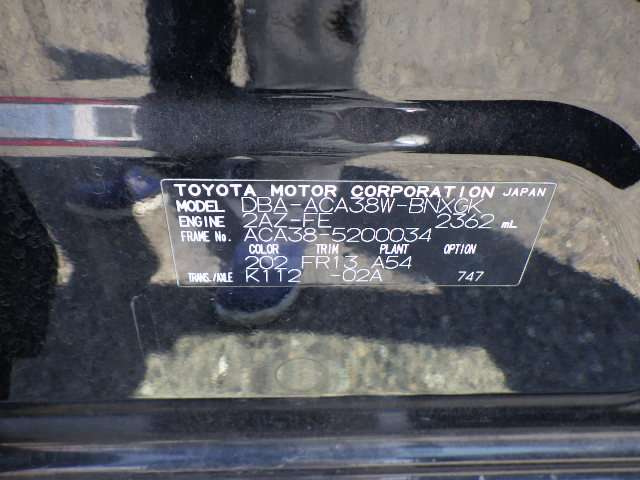 TOYOTA MOTOR CORPORATION JAPAN
MODEL DBA-ACA38W-BNXGK
ENGINE 2AZ-FE 2362 mL
FRAME No. ACA38-5200034
COLOR TRIM PLANT OPTION
202 FR13 A54
TRANS./AXLE K112 -02A 747